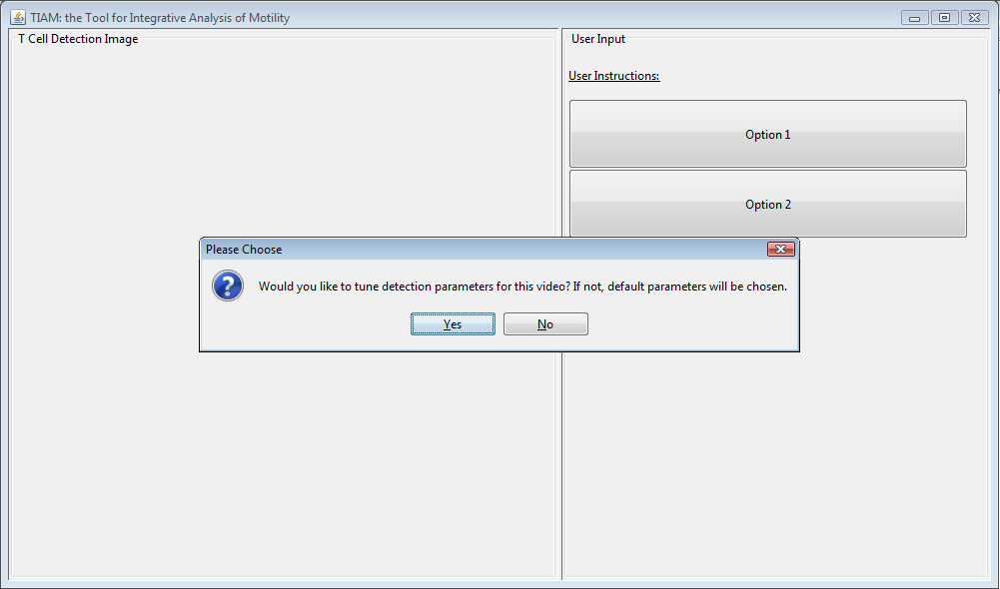 TIAM: the Tool for Integrative Analysis of Motility
T Cell Detection Image
User Input
User Instructions:
Option 1
Option 2
Please Choose
?
Would you like to tune detection parameters for this video? If not, default parameters will be chosen.
Yes
No